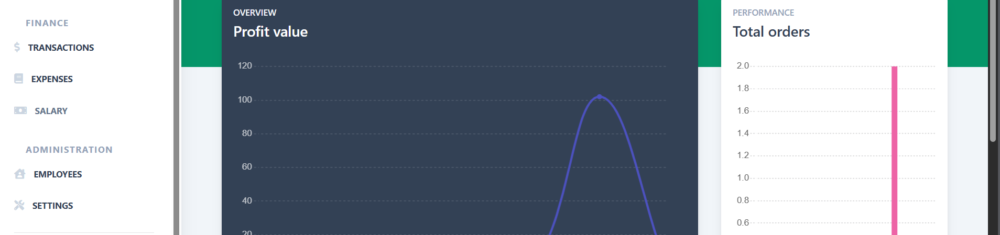 FINANCE
TRANSACTIONS
EXPENSES
SALARY
ADMINISTRATION
EMPLOYEES
SETTINGS
OVERVIEW
Profit value
120
100
80
60
40
20
PERFORMANCE
Total orders
2.0
1.8
1.6
1.4
1.2
1.0
0.8
0.6